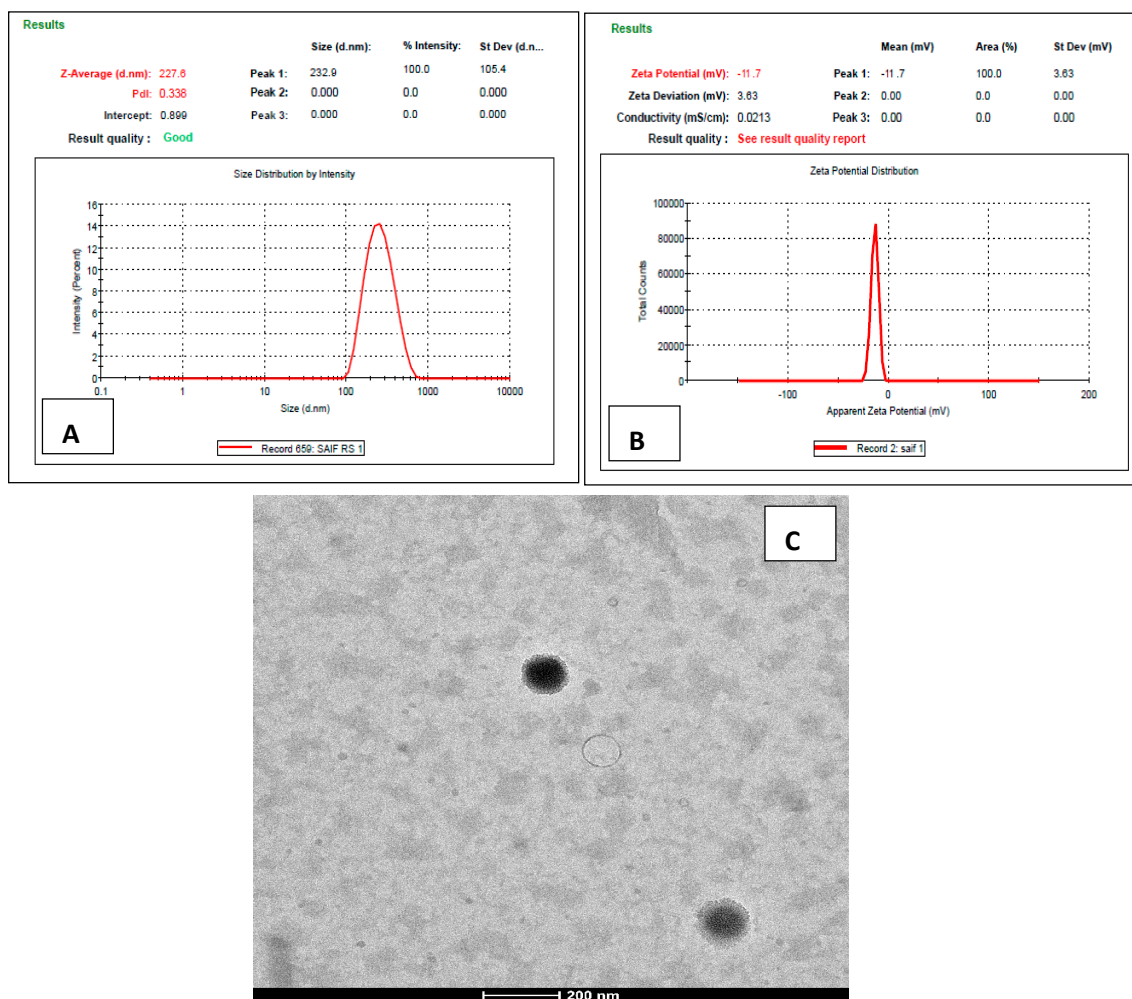 Results
Size (d.nm): % Intensity: St Dev (d.n...
Z-Average (d.nm): 227.6 Peak 1: 232.9 100.0 105.4
PdI: 0.338 Peak 2: 0.000 0.0 0.000
Intercept: 0.899 Peak 3: 0.000 0.0 0.000
Result quality : Good
Size Distribution by Intensity
Intensity (Percent)
16
14
12
10
8
6
4
2
0
0.1 1 10 100 1000 10000
Size (d.nm)
A
Record 659: SAIF RS 1
Results
Mean (mV) Area (%) St Dev (mV)
Zeta Potential (mV): -11.7 Peak 1: -11.7 100.0 3.63
Zeta Deviation (mV): 3.63 Peak 2: 0.00 0.0 0.00
Conductivity (mS/cm): 0.0213 Peak 3: 0.00 0.0 0.00
Result quality : See result quality report
Zeta Potential Distribution
Total Counts
100000
80000
60000
40000
20000
0
-100 0 100 200
Apparent Zeta Potential (mV)
B
Record 2: saif 1
C
200 nm